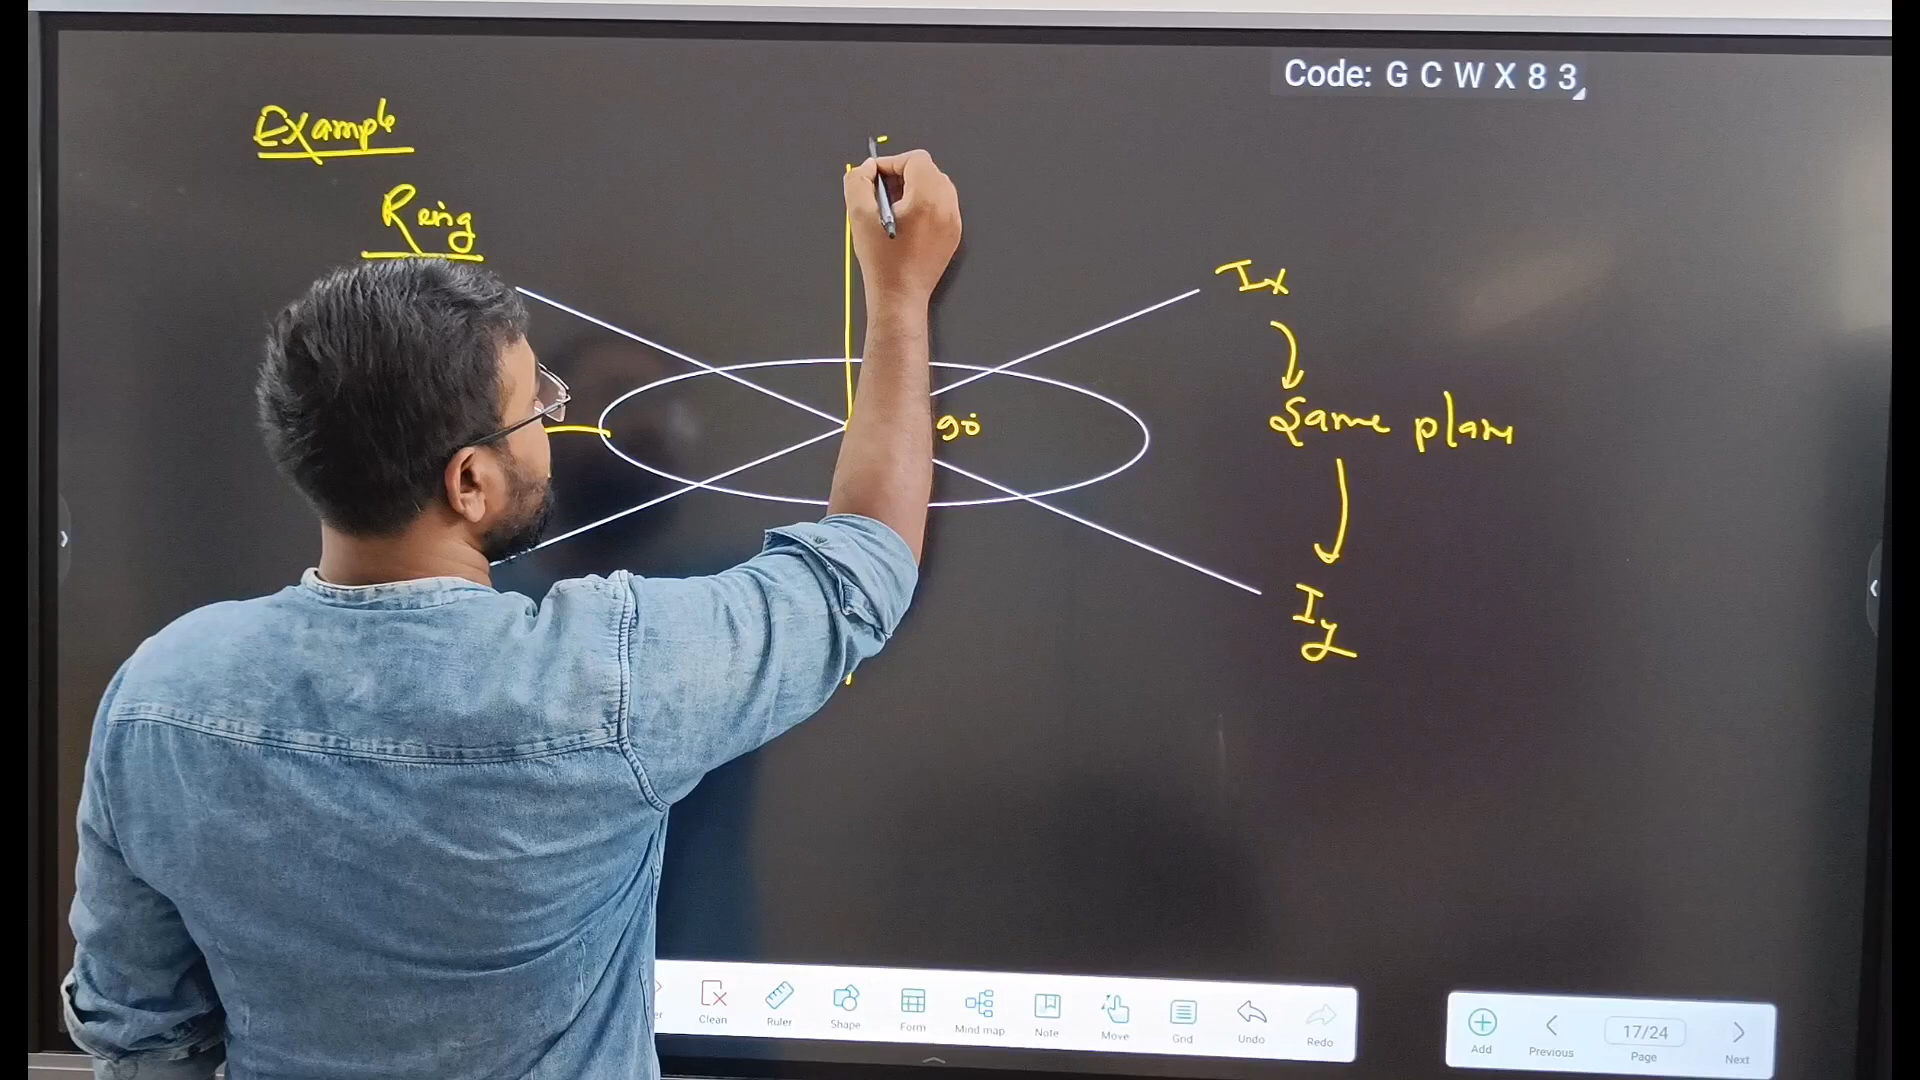 Code: G C W X 8 3
Example
Ring
Ix
90
Same plane
Iy
Clean
Ruler
Shape
Form
Mind map
Note
Move
Grid
Undo
Redo
Add
Previous
17/24
Page
Next